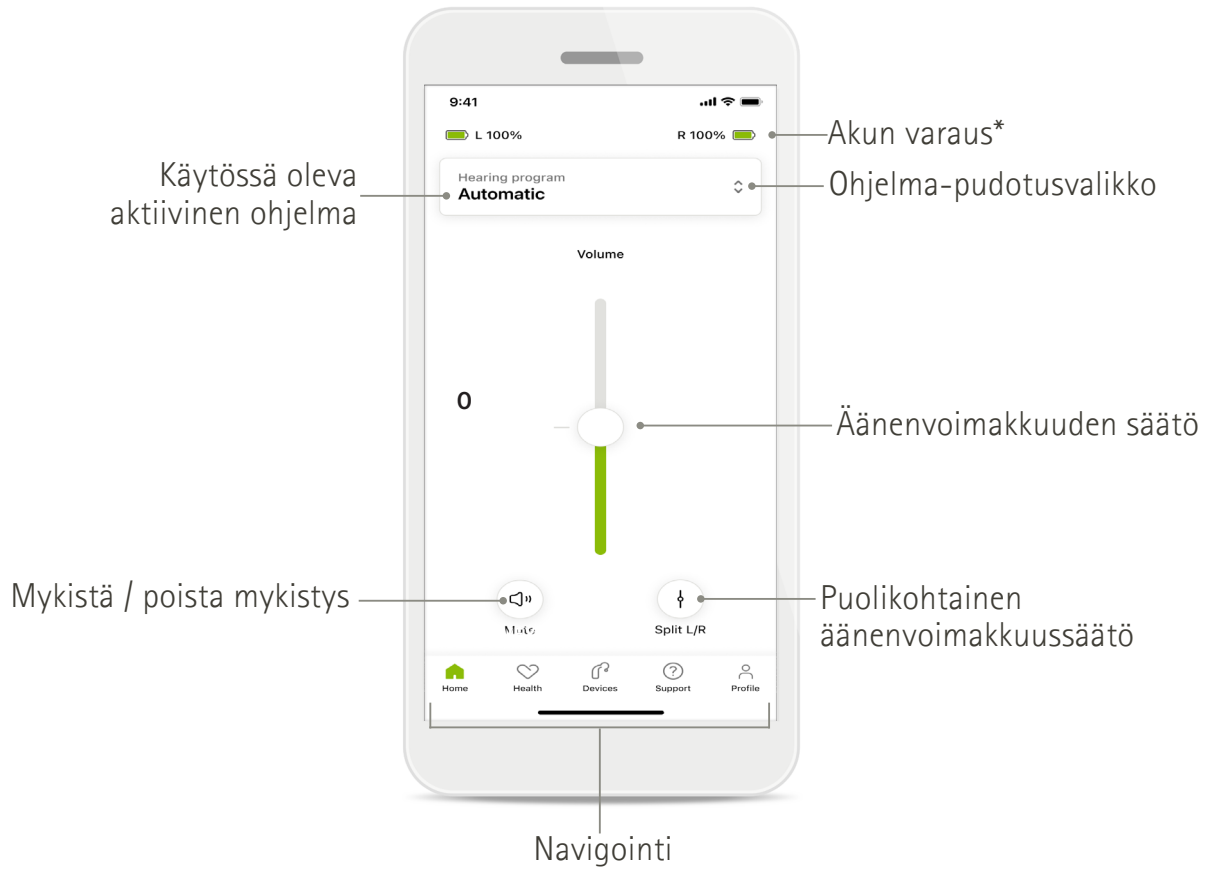 9:41
L 100%
R 100%
Akun varaus*
Käytössä oleva
aktiivinen ohjelma
Hearing program
Automatic
Ohjelma-pudotusvalikko
Volume
0
Äänenvoimakkuuden säätö
Mykistä / poista mykistys
Mute
Split L/R
Puolikohtainen
äänenvoimakkuussäätö
Home
Health
Devices
Support
Profile
Navigointi